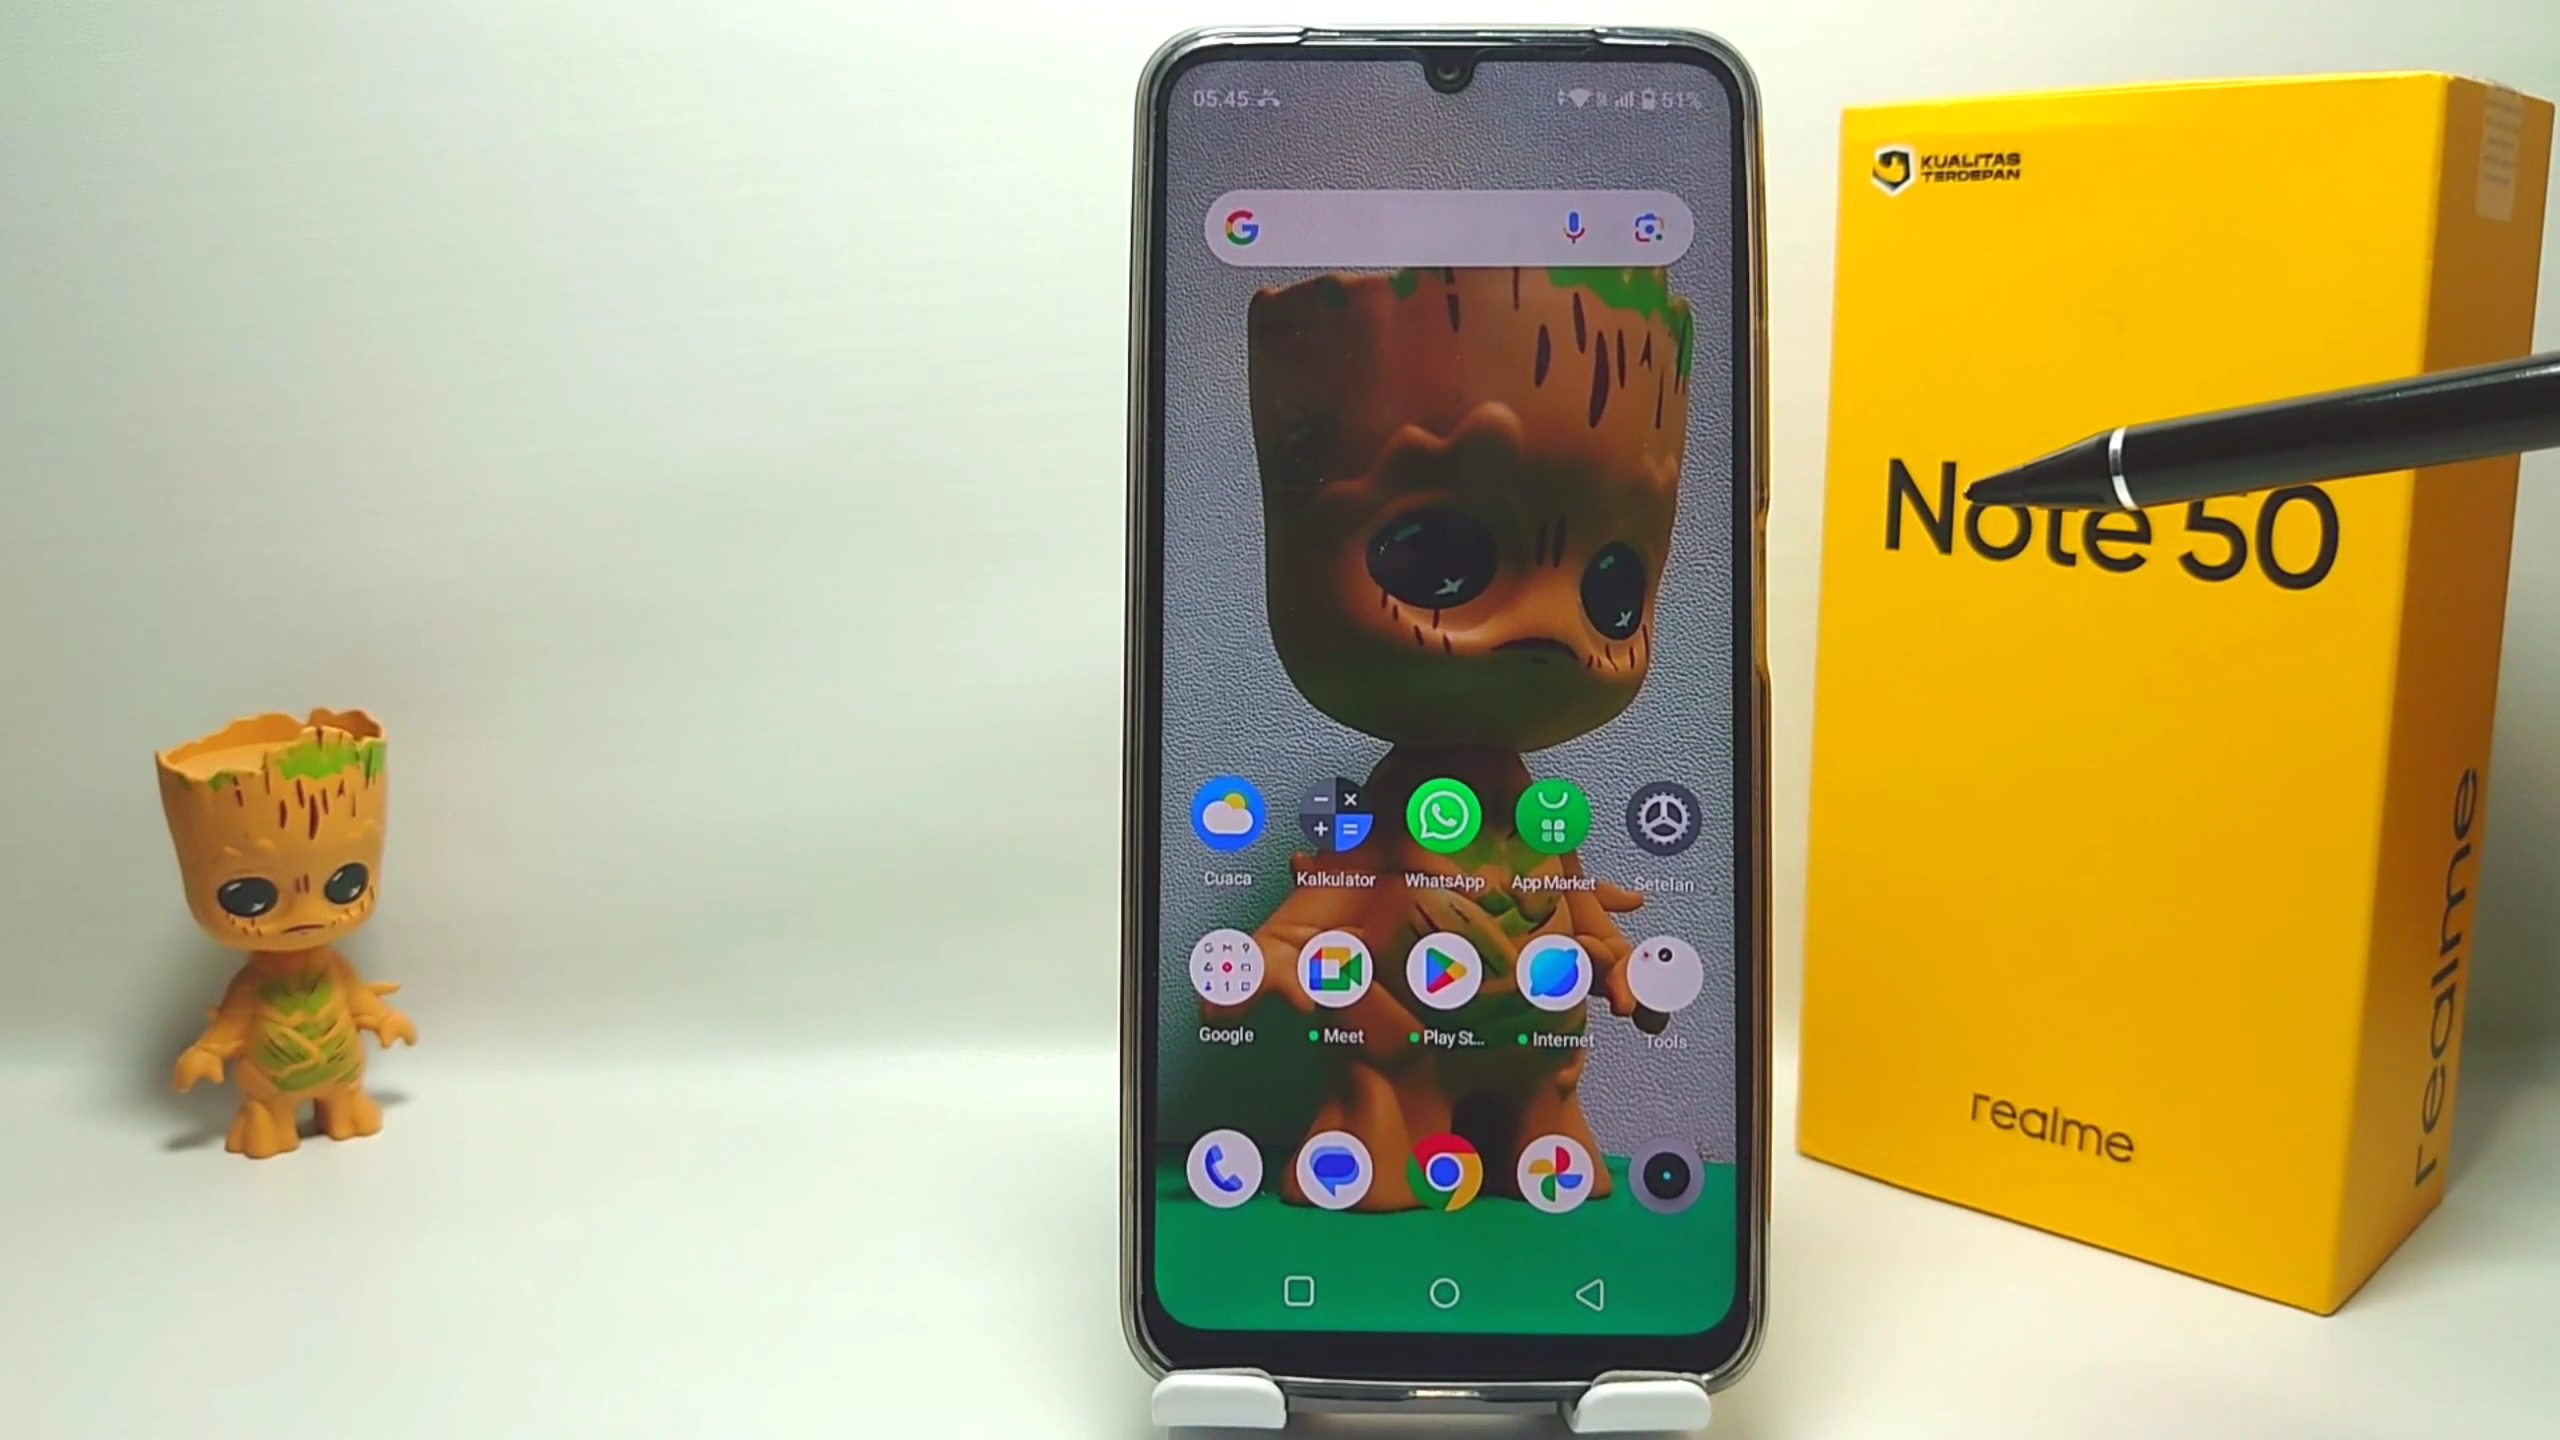 05.45
51%
Cuaca
Kalkulator
WhatsApp
App Market
Setelan
Google
Meet
Play St...
Internet
Tools
KUALITAS
TERDEPAN
Note 50
realme
realme